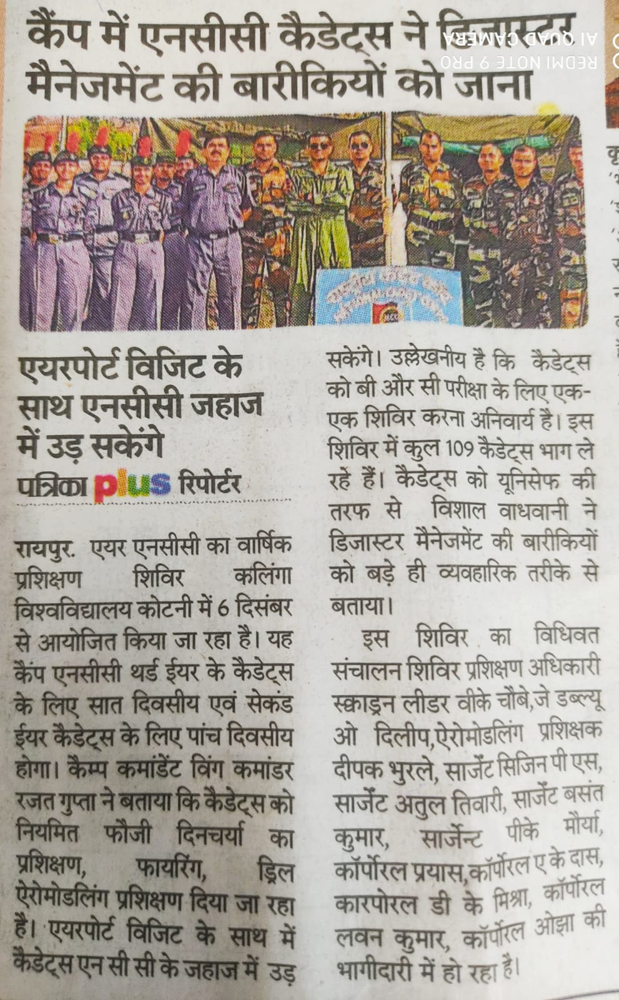 कैंप में एनसीसी कैडेट्स ने डिजास्टर
मैनेजमेंट की बारीकियों को जाना
REDMI NOTE 9 PRO
AI QUAD CAMERA
एयरपोर्ट विजिट के
साथ एनसीसी जहाज
में उड़ सकेंगे
पत्रिका plus रिपोर्टर
रायपुर. एयर एनसीसी का वार्षिक
प्रशिक्षण शिविर कलिंगा
विश्वविद्यालय कोटनी में 6 दिसंबर
से आयोजित किया जा रहा है। यह
कैंप एनसीसी थर्ड ईयर के कैडेट्स
के लिए सात दिवसीय एवं सेकंड
ईयर कैडेट्स के लिए पांच दिवसीय
होगा। कैम्प कमांडेंट विंग कमांडर
रजत गुप्ता ने बताया कि कैडेट्स को
नियमित फौजी दिनचर्या का
प्रशिक्षण, फायरिंग, ड्रिल
ऐरोमोडलिंग प्रशिक्षण दिया जा रहा
है। एयरपोर्ट विजिट के साथ में
कैडेट्स एन सी सी के जहाज में उड़
सकेंगे। उल्लेखनीय है कि कैडेट्स
को बी और सी परीक्षा के लिए एक-
एक शिविर करना अनिवार्य है। इस
शिविर में कुल 109 कैडेट्स भाग ले
रहे हैं। कैडेट्स को यूनिसेफ की
तरफ से विशाल वाधवानी ने
डिजास्टर मैनेजमेंट की बारीकियों
को बड़े ही व्यवहारिक तरीके से
बताया।
इस शिविर का विधिवत
संचालन शिविर प्रशिक्षण अधिकारी
स्क्वाड्रन लीडर वीके चौबे,जे डब्ल्यू
ओ दिलीप,ऐरोमोडलिंग प्रशिक्षक
दीपक भुरले, सार्जेंट सिजिन पी एस,
सार्जेंट अतुल तिवारी, सार्जेंट बसंत
कुमार, सार्जेन्ट पीके मौर्या,
कॉर्पोरल प्रयास,कॉर्पोरल ए के दास,
कारपोरल डी के मिश्रा, कॉर्पोरल
लवन कुमार, कॉर्पोरेल ओझा की
भागीदारी में हो रहा है।